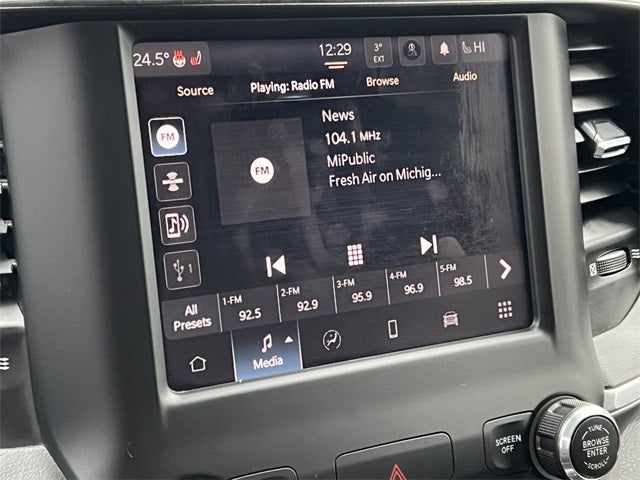 24.5° 12:29 3° EXT HI
Source Playing: Radio FM Browse Audio
FM
FM
News
104.1 MHz
MiPublic
Fresh Air on Michig...
1
All Presets
1-FM 92.5
2-FM 92.9
3-FM 95.9
4-FM 96.9
5-FM 98.5
Media
SCREEN OFF
TUNE
BROWSE
ENTER
SCROLL